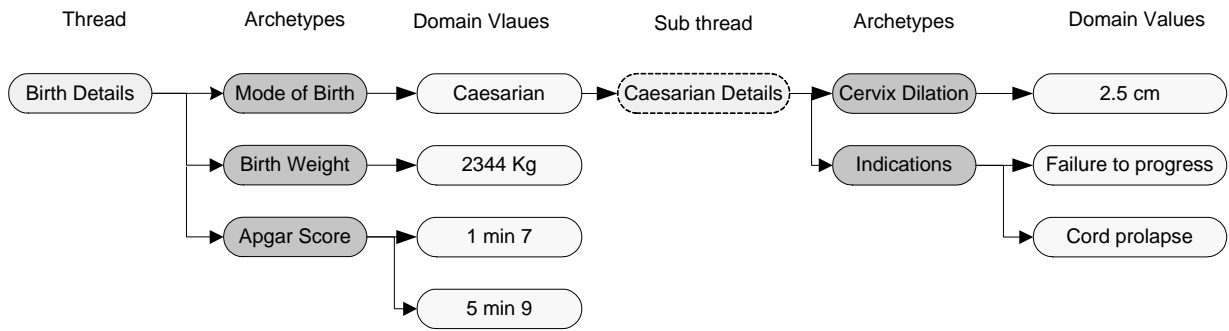 Thread
Archetypes
Domain Vlaues
Sub thread
Archetypes
Domain Values
Birth Details
Mode of Birth
Caesarian
Caesarian Details
Cervix Dilation
2.5 cm
Birth Weight
2344 Kg
Indications
Failure to progress
Apgar Score
1 min 7
Cord prolapse
5 min 9